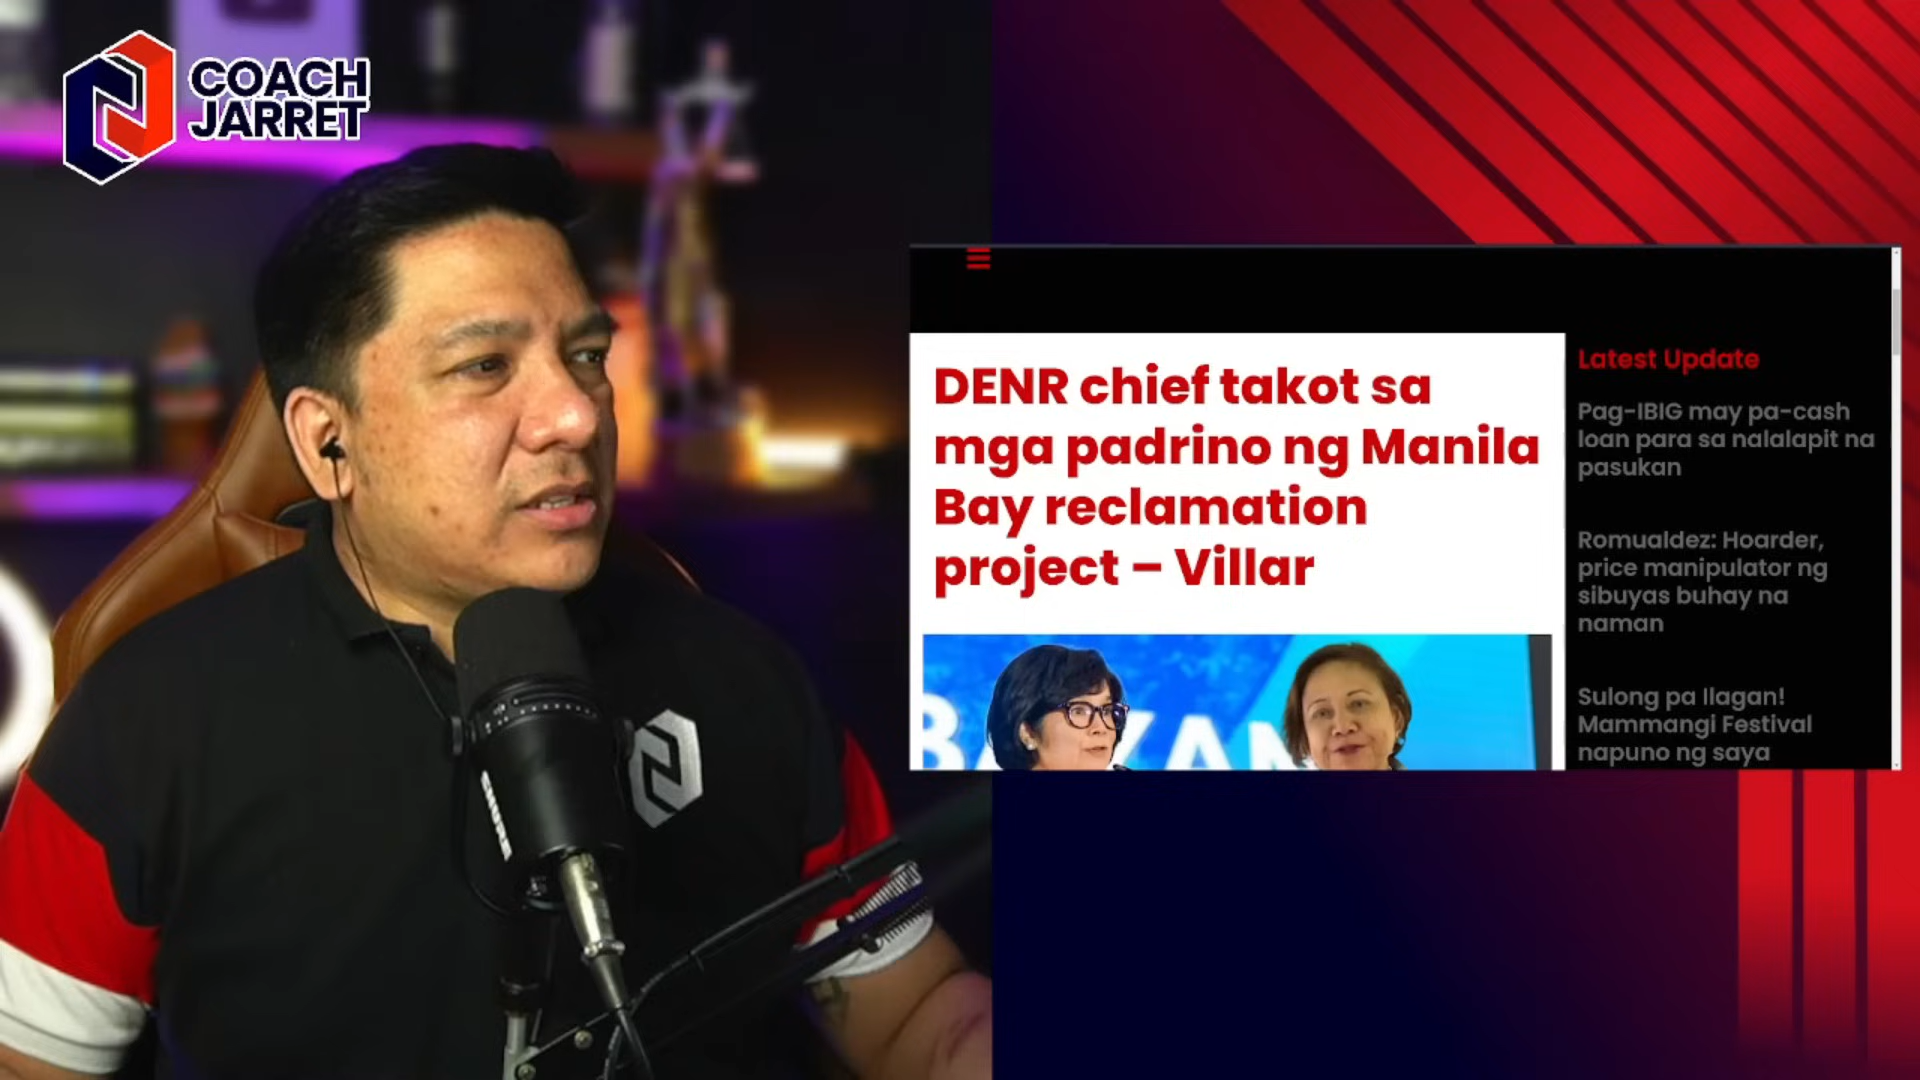 COACH
JARRET
DENR chief takot sa
mga padrino ng Manila
Bay reclamation
project – Villar
Latest Update
Pag-IBIG may pa-cash
loan para sa nalalapit na
pasukan
Romualdez: Hoarder,
price manipulator ng
sibuyas buhay na
naman
Sulong pa Ilagan!
Mammangi Festival
napuno ng saya
SHURE